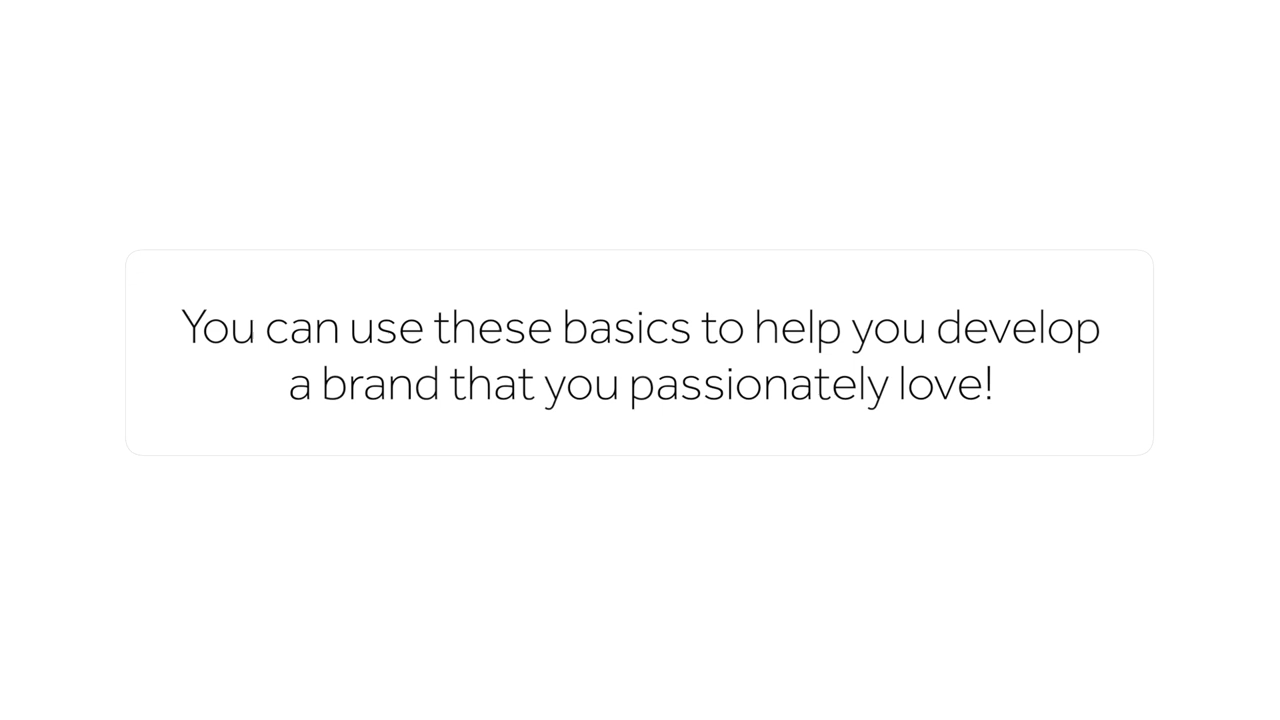 You can use these basics to help you develop
a brand that you passionately love!